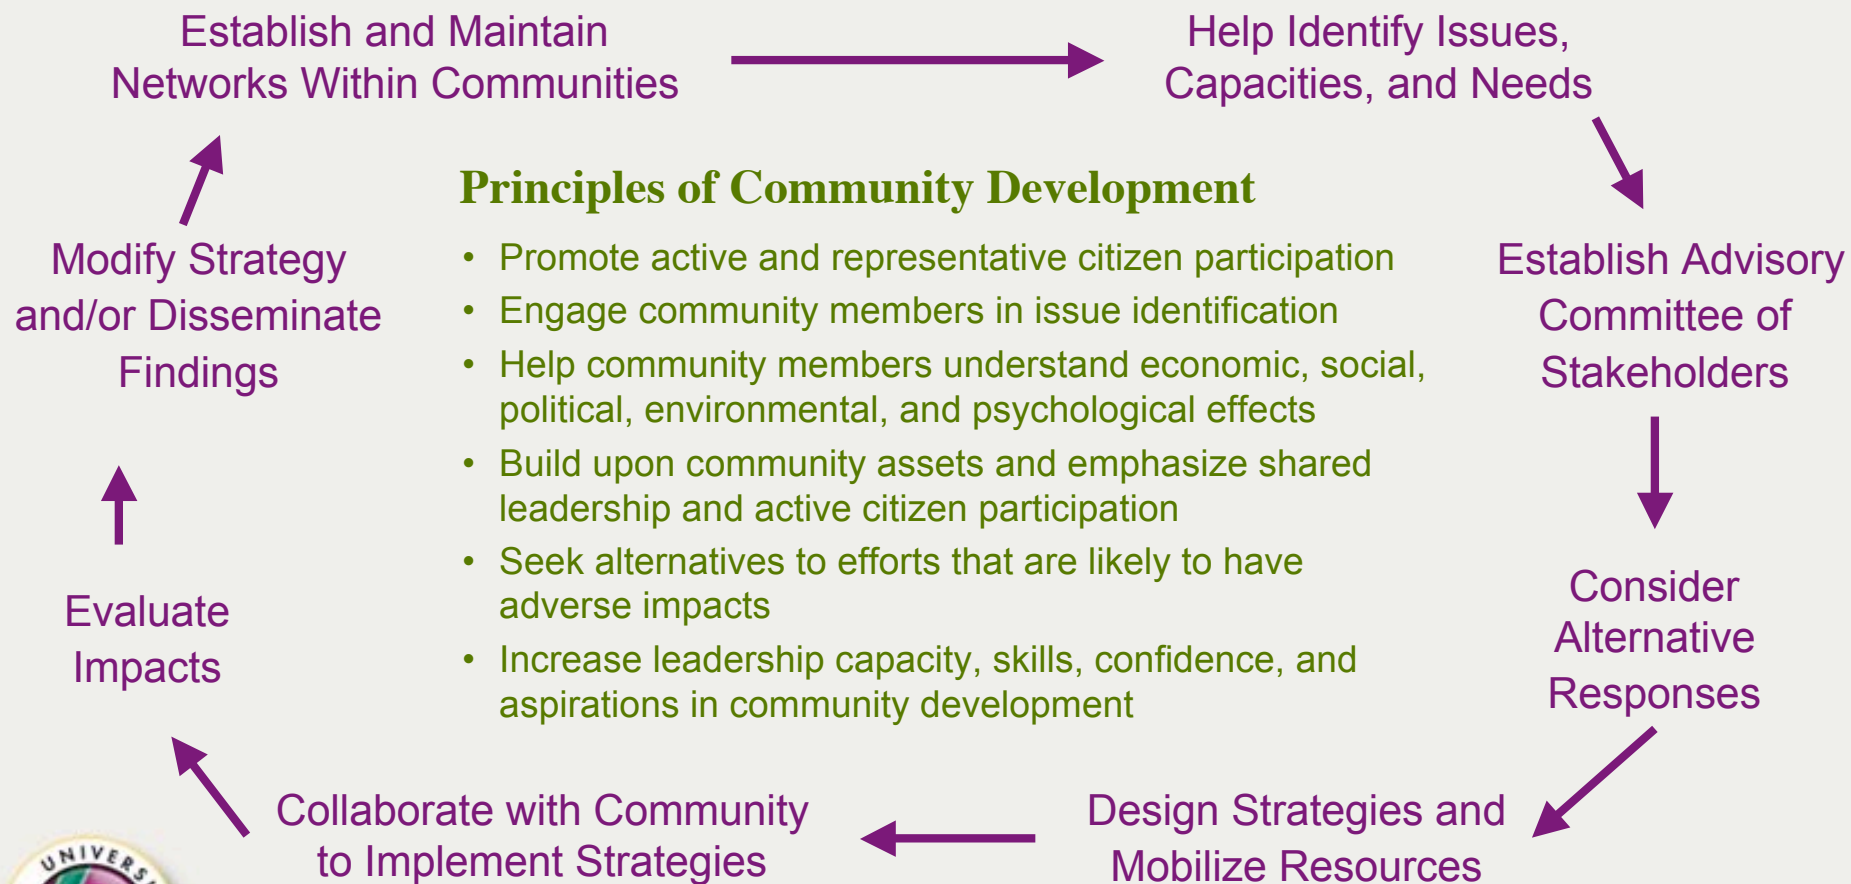 Establish and Maintain
Networks Within Communities
Help Identify Issues,
Capacities, and Needs
Establish Advisory
Committee of
Stakeholders
Consider
Alternative
Responses
Design Strategies and
Mobilize Resources
Collaborate with Community
to Implement Strategies
Evaluate
Impacts
Modify Strategy
and/or Disseminate
Findings
Principles of Community Development
• Promote active and representative citizen participation
• Engage community members in issue identification
• Help community members understand economic, social,
political, environmental, and psychological effects
• Build upon community assets and emphasize shared
leadership and active citizen participation
• Seek alternatives to efforts that are likely to have
adverse impacts
• Increase leadership capacity, skills, confidence, and
aspirations in community development